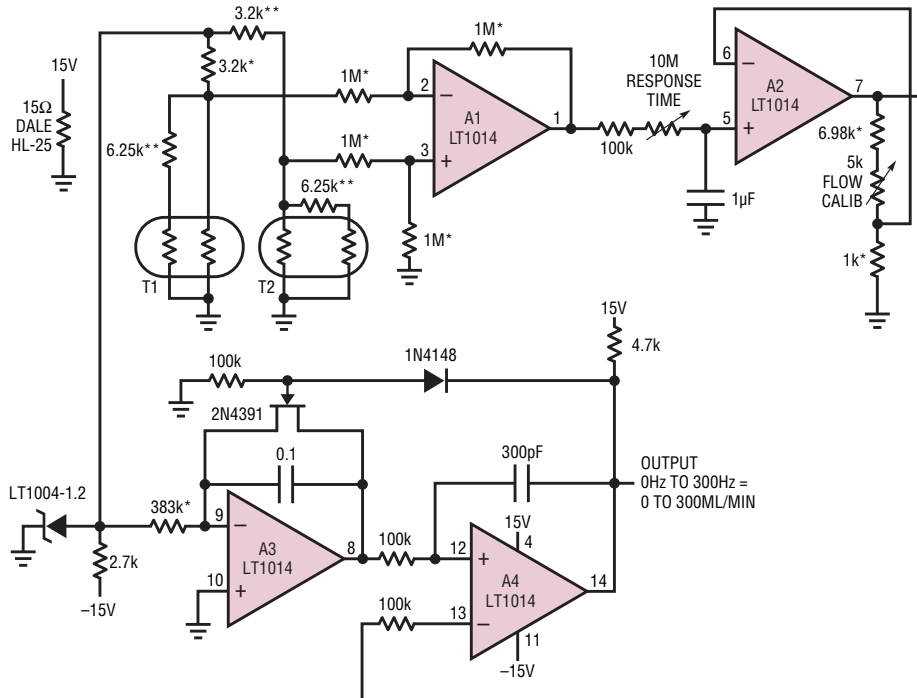 3.2k**
3.2k*
15V
15Ω
DALE
HL-25
6.25k**
1M*
1M*
6.25k**
1M*
1M*
T1
T2
2
3
1
A1
LT1014
100k
10M
RESPONSE
TIME
1µF
6
5
7
A2
LT1014
6.98k*
5k
FLOW
CALIB
1k*
15V
4.7k
100k
1N4148
2N4391
0.1
300pF
OUTPUT
0Hz TO 300Hz =
0 TO 300ML/MIN
LT1004-1.2
383k*
2.7k
–15V
9
10
8
A3
LT1014
100k
100k
12
13
14
15V
4
A4
LT1014
11
–15V